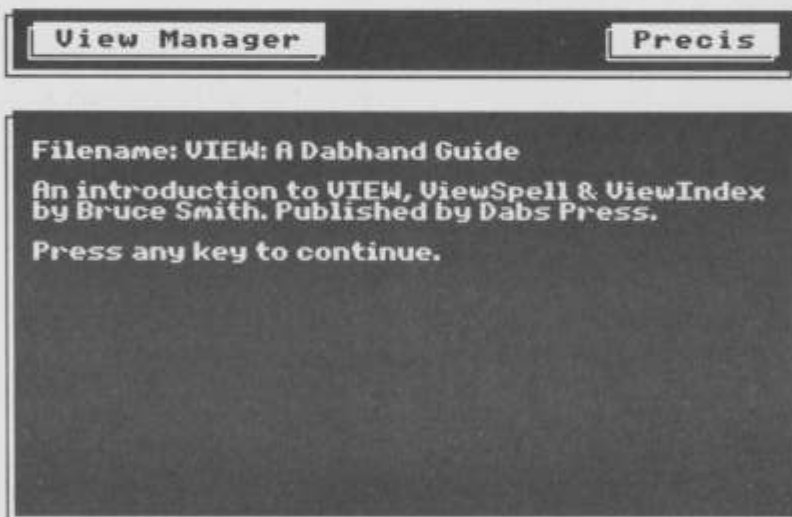 View Manager
Precis
Filename: VIEW: A Dabhand Guide
An introduction to VIEW, ViewSpell & ViewIndex
by Bruce Smith. Published by Dabs Press.
Press any key to continue.